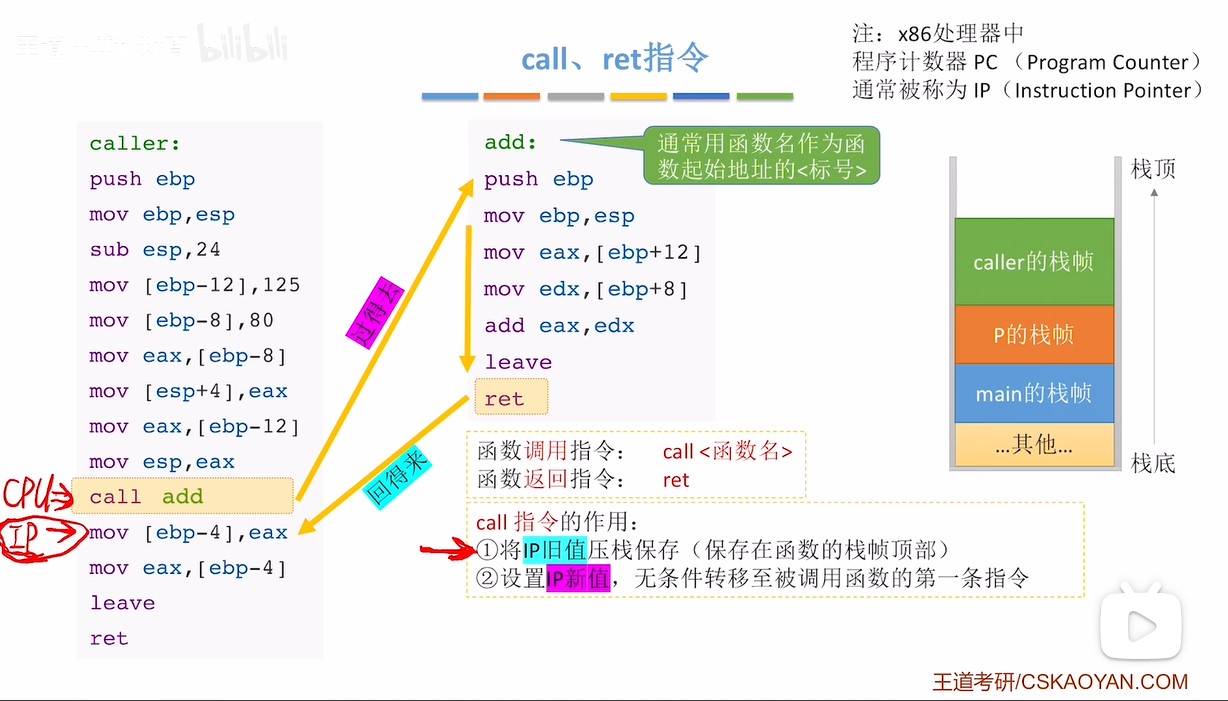 bilibili
call、ret指令
注：x86处理器中
程序计数器 PC （Program Counter）
通常被称为 IP（Instruction Pointer）
caller:
push ebp
mov ebp,esp
sub esp,24
mov [ebp-12],125
mov [ebp-8],80
mov eax,[ebp-8]
mov [esp+4],eax
mov eax,[ebp-12]
mov esp,eax
call add
mov [ebp-4],eax
mov eax,[ebp-4]
leave
ret
CPU
IP
过得去
回得来
add:
push ebp
mov ebp,esp
mov eax,[ebp+12]
mov edx,[ebp+8]
add eax,edx
leave
ret
通常用函数名作为函
数起始地址的<标号>
函数调用指令： call <函数名>
函数返回指令： ret
call 指令的作用：
①将IP旧值压栈保存（保存在函数的栈帧顶部）
②设置IP新值，无条件转移至被调用函数的第一条指令
栈顶
caller的栈帧
P的栈帧
main的栈帧
...其他...
栈底
王道考研/CSKAOYAN.COM